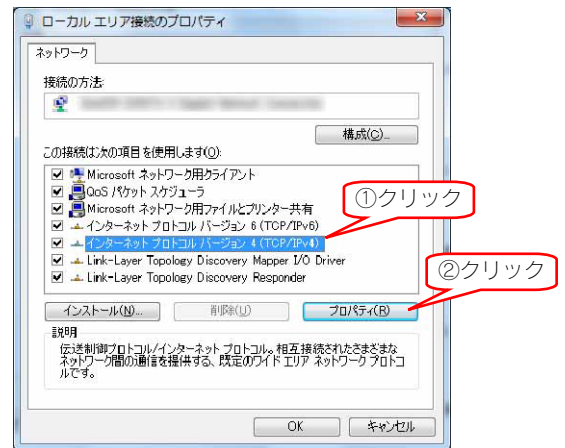 ローカル エリア接続のプロパティ
ネットワーク
接続の方法:
構成(C)...
この接続は次の項目を使用します(O):
Microsoft ネットワーク用クライアント
QoS パケット スケジューラ
Microsoft ネットワーク用ファイルとプリンター共有
インターネット プロトコル バージョン 6 (TCP/IPv6)
インターネット プロトコル バージョン 4 (TCP/IPv4)
Link-Layer Topology Discovery Mapper I/O Driver
Link-Layer Topology Discovery Responder
①クリック
②クリック
インストール(N)...
削除(U)
プロパティ(R)
説明
伝送制御プロトコル/インターネット プロトコル。相互接続されたさまざまな
ネットワーク間の通信を提供する、既定のワイド エリア ネットワーク プロトコ
ルです。
OK
キャンセル